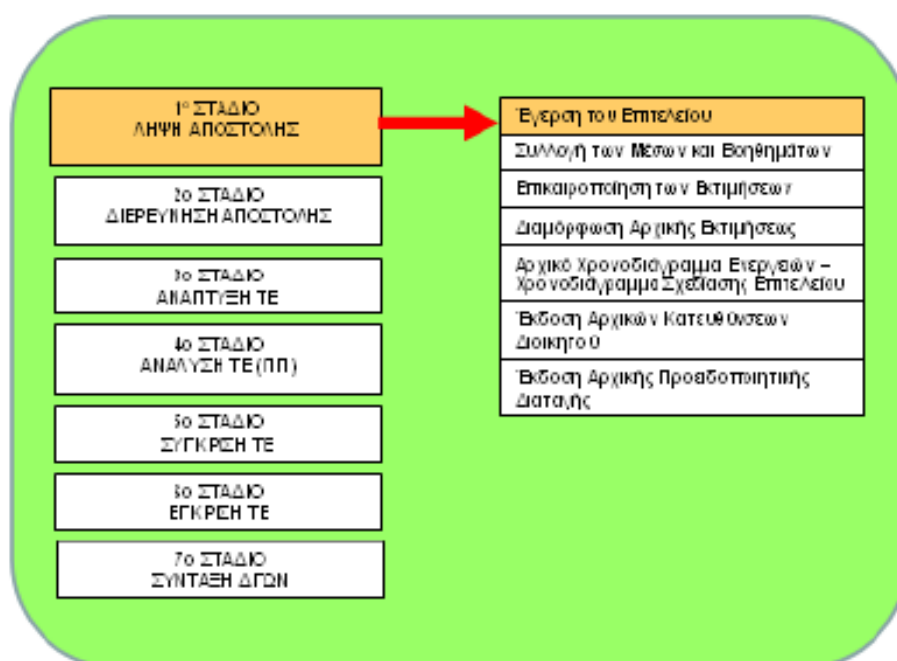 1° ΣΤΑΔΙΟ
ΛΗΨΗ ΑΠΟΣΤΟΛΗΣ
2ο ΣΤΑΔΙΟ
ΔΙΕΡΕΥΝΗΣΗ ΑΠΟΣΤΟΛΗΣ
3ο ΣΤΑΔΙΟ
ΑΝΑΠΤΥΞΗ ΤΕ
4ο ΣΤΑΔΙΟ
ΑΝΑΛΥΣΗ ΤΕ (ΠΠ)
5ο ΣΤΑΔΙΟ
ΣΥΓΚΡΙΣΗ ΤΕ
6ο ΣΤΑΔΙΟ
ΕΓΚΡΙΣΗ ΤΕ
7ο ΣΤΑΔΙΟ
ΣΥΝΤΑΞΗ ΔΓΩΝ
Έγερση του Επιτελείου
Συλλογή των Μέσων και Βοηθημάτων
Επικαιροποίηση των Εκτιμήσεων
Διαμόρφωση Αρχικής Εκτιμήσεως
Αρχικό Χρονοδιάγραμμα Ενεργειών –
Χρονοδιάγραμμα Σχεδίασης Επιτελείου
Έκδοση Αρχικών Κατευθύνσεων
Διοικητού
Έκδοση Αρχικής Προειδοποιητικής
Διαταγής